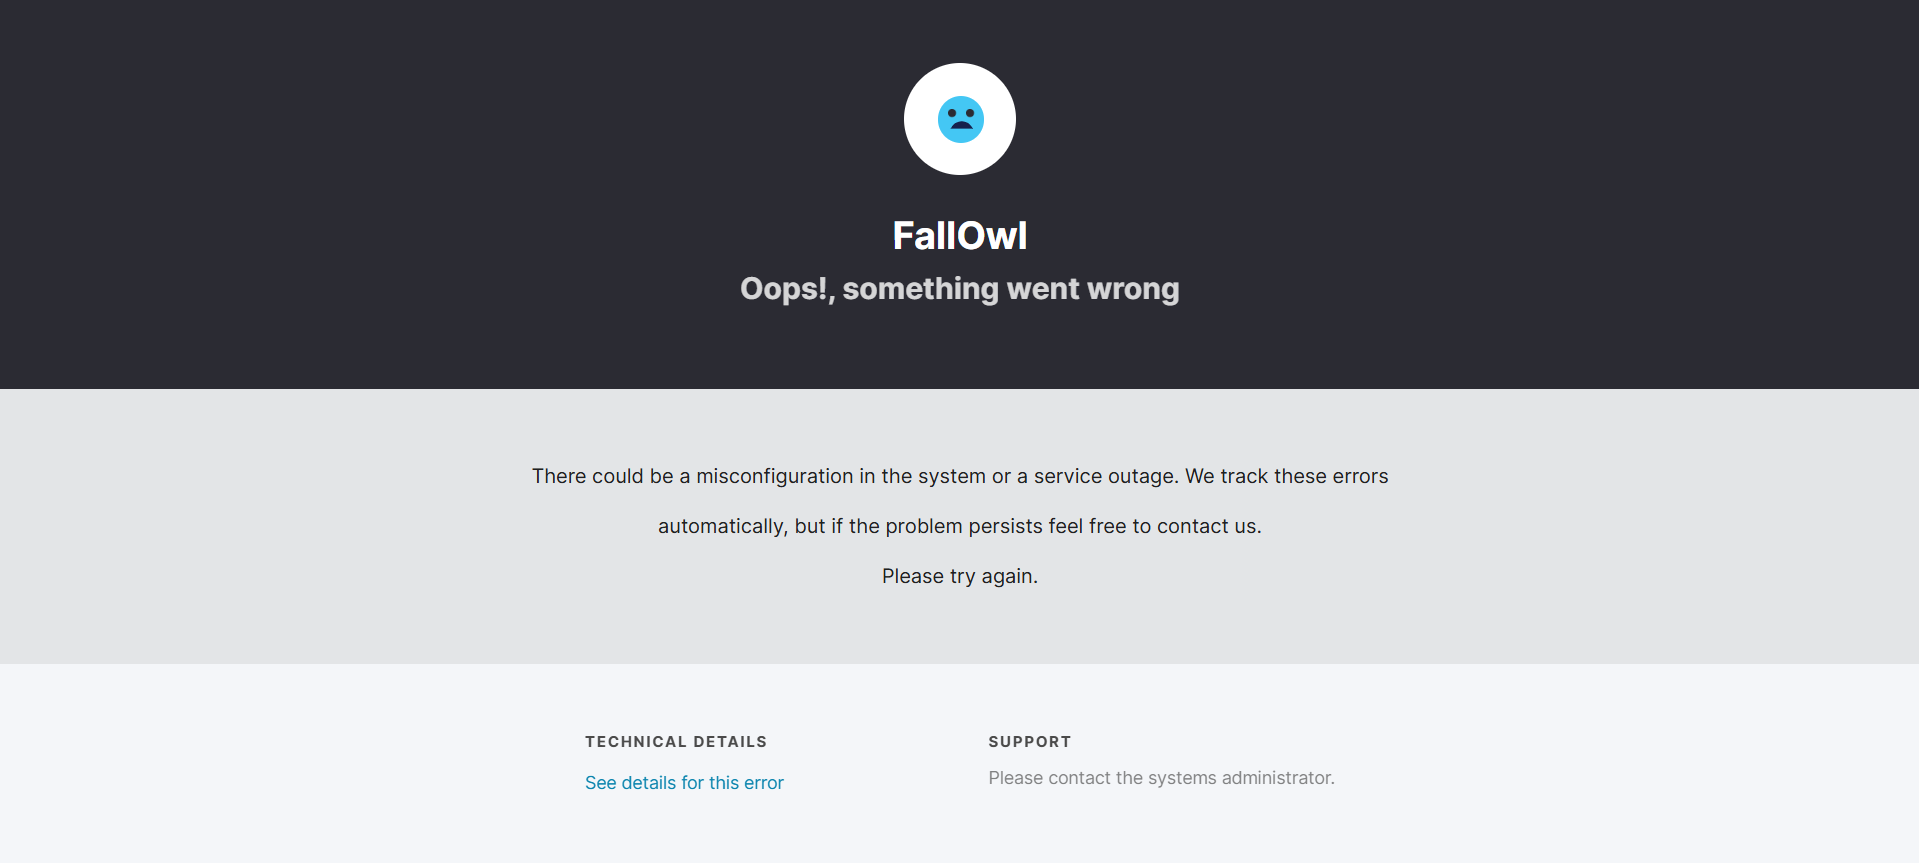 FallOwl
Oops!, something went wrong
There could be a misconfiguration in the system or a service outage. We track these errors
automatically, but if the problem persists feel free to contact us.
Please try again.
TECHNICAL DETAILS
See details for this error
SUPPORT
Please contact the systems administrator.